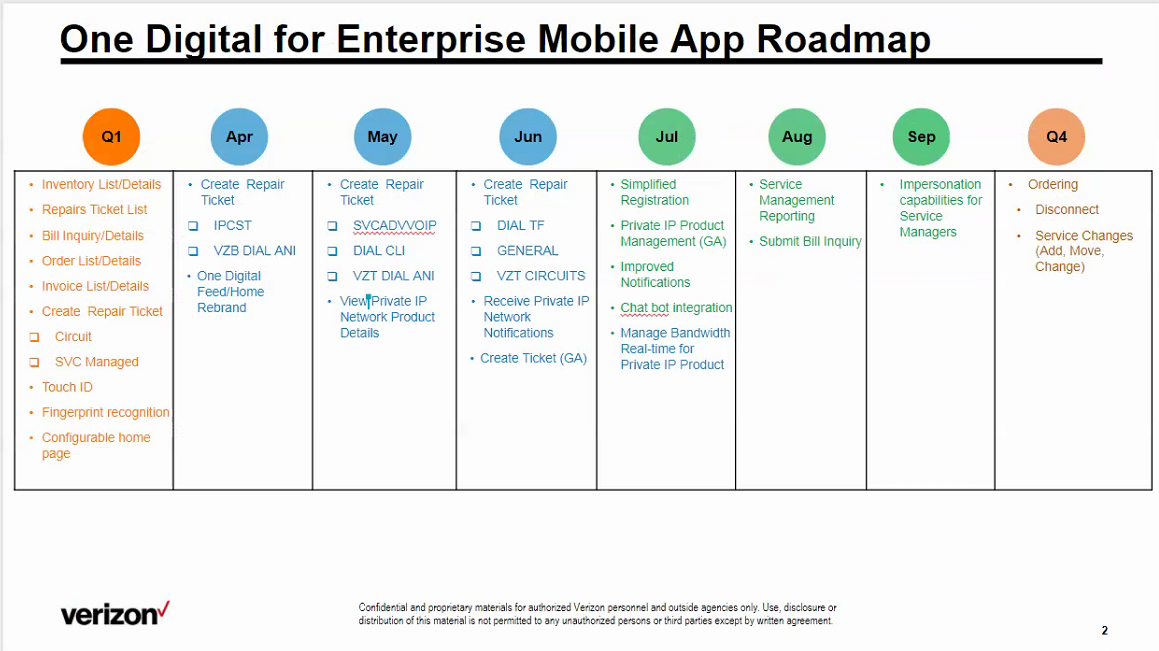 One Digital for Enterprise Mobile App Roadmap
Q1
Apr
May
Jun
Jul
Aug
Sep
Q4
• Inventory List/Details
• Repairs Ticket List
• Bill Inquiry/Details
• Order List/Details
• Invoice List/Details
• Create Repair Ticket
❑ Circuit
❑ SVC Managed
• Touch ID
• Fingerprint recognition
• Configurable home
page
• Create Repair
Ticket
❑ IPCST
❑ VZB DIAL ANI
• One Digital
Feed/Home
Rebrand
• Create Repair
Ticket
❑ SVCADVVOIP
❑ DIAL CLI
❑ VZT DIAL ANI
• View Private IP
Network Product
Details
• Create Repair
Ticket
❑ DIAL TF
❑ GENERAL
❑ VZT CIRCUITS
• Receive Private IP
Network
Notifications
• Create Ticket (GA)
• Simplified
Registration
• Private IP Product
Management (GA)
• Improved
Notifications
• Chat bot integration
• Manage Bandwidth
Real-time for
Private IP Product
• Service
Management
Reporting
• Submit Bill Inquiry
• Impersonation
capabilities for
Service
Managers
• Ordering
• Disconnect
• Service Changes
(Add, Move,
Change)
verizon✓
Confidential and proprietary materials for authorized Verizon personnel and outside agencies only. Use, disclosure or
distribution of this material is not permitted to any unauthorized persons or third parties except by written agreement.
2